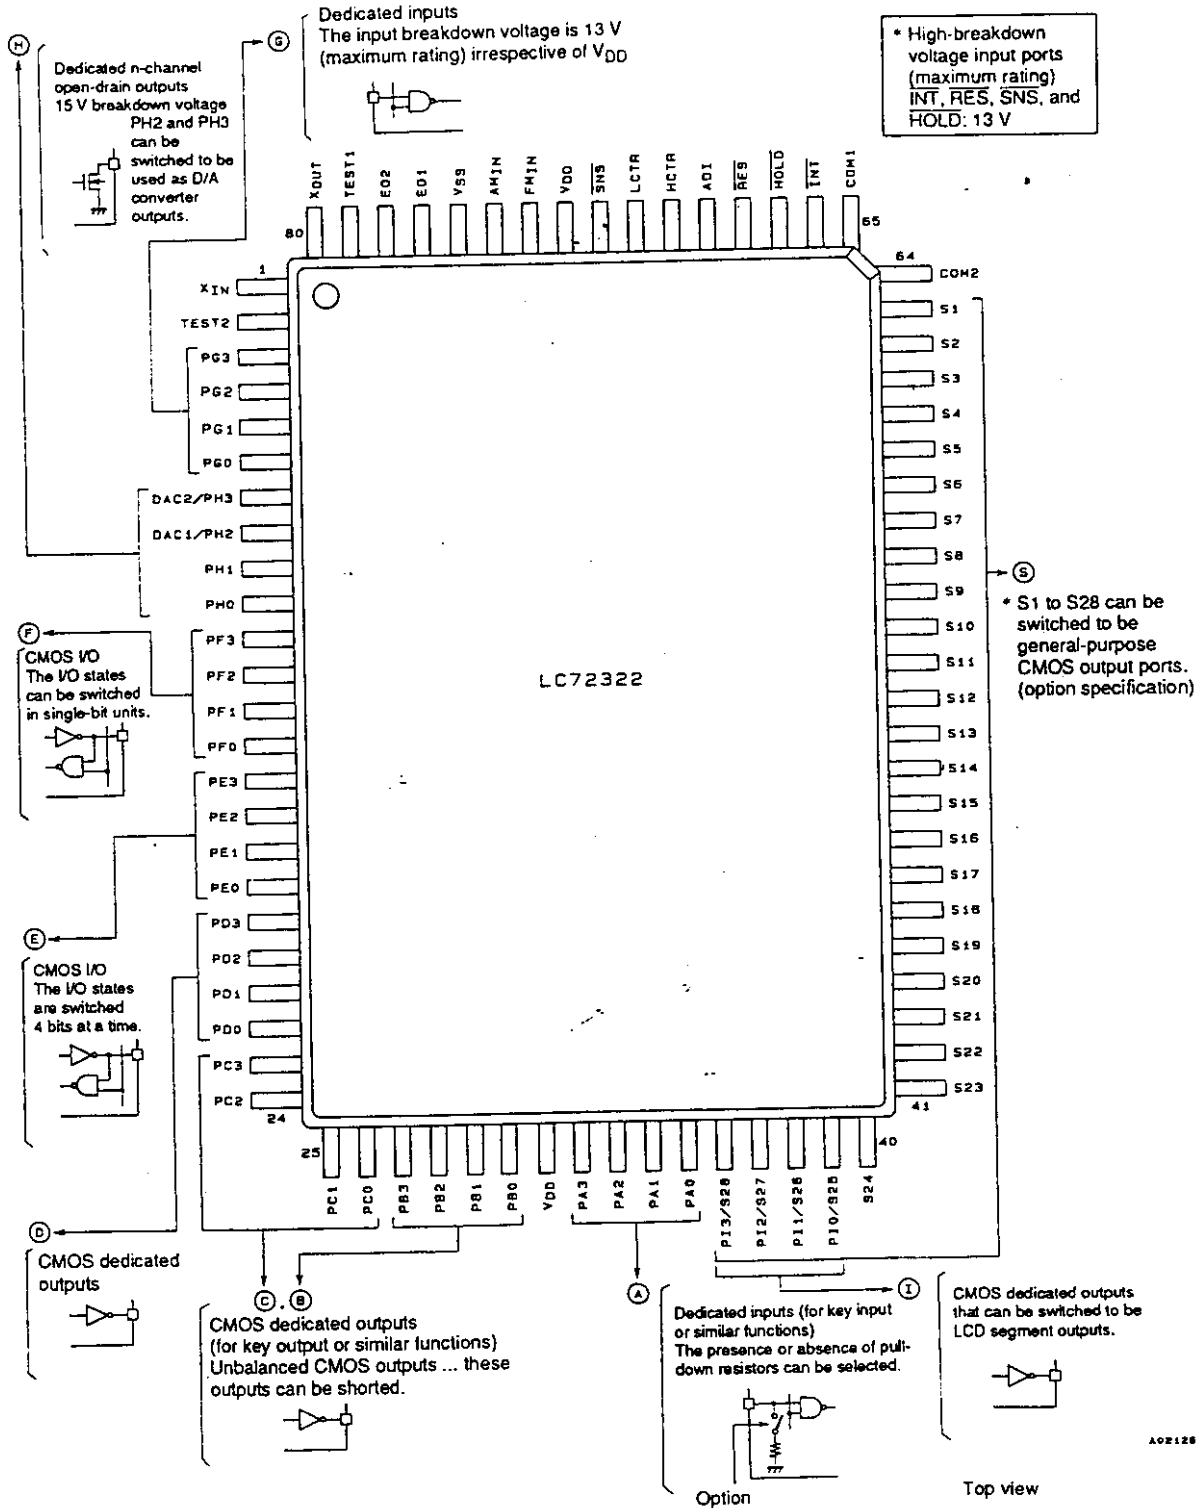 H
Dedicated n-channel
open-drain outputs
15 V breakdown voltage
PH2 and PH3
can be
switched to be
used as D/A
converter
outputs.
G
Dedicated inputs
The input breakdown voltage is 13 V
(maximum rating) irrespective of VDD
* High-breakdown
voltage input ports
(maximum rating)
INT, RES, SNS, and
HOLD: 13 V
80
XOUT
TEST1
EO2
EO1
VSS
AMIN
FMIN
VDD
SNS
LCTR
HCTR
ADI
RES
HOLD
INT
COM1
65
1
XIN
TEST2
PG3
PG2
PG1
PG0
DAC2/PH3
DAC1/PH2
PH1
PH0
PF3
PF2
PF1
PF0
PE3
PE2
PE1
PE0
PD3
PD2
PD1
PD0
PC3
PC2
24
F
CMOS I/O
The I/O states
can be switched
in single-bit units.
E
CMOS I/O
The I/O states
are switched
4 bits at a time.
LC72322
64
COM2
S1
S2
S3
S4
S5
S6
S7
S8
S9
S10
S11
S12
S13
S14
S15
S16
S17
S18
S19
S20
S21
S22
S23
41
S
* S1 to S28 can be
switched to be
general-purpose
CMOS output ports.
(option specification)
25
PC1
PC0
PB3
PB2
PB1
PB0
VDD
PA3
PA2
PA1
PA0
PI3/S28
PI2/S27
PI1/S26
PI0/S25
S24
40
D
CMOS dedicated
outputs
C . B
CMOS dedicated outputs
(for key output or similar functions)
Unbalanced CMOS outputs ... these
outputs can be shorted.
A
Dedicated inputs (for key input
or similar functions)
The presence or absence of pull-
down resistors can be selected.
Option
I
CMOS dedicated outputs
that can be switched to be
LCD segment outputs.
A02126
Top view